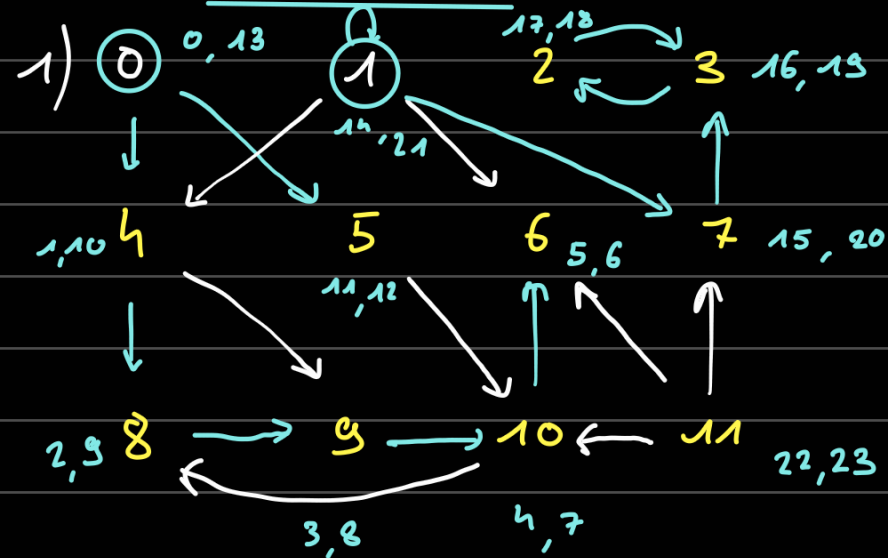 1) 0 0, 13 1 17, 18 2 3 16, 19
14, 21
1, 10 4 5 6 5, 6 7 15, 20
11, 12
2, 9 8 9 10 11 22, 23
3, 8 4, 7